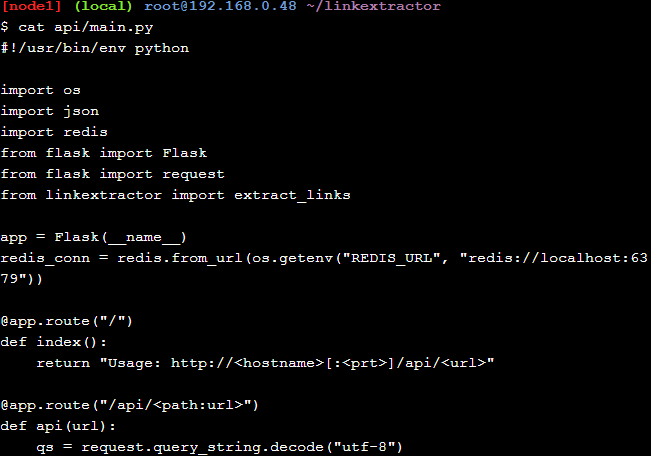 [node1] (local) root@192.168.0.48 ~/linkextractor
$ cat api/main.py
#!/usr/bin/env python

import os
import json
import redis
from flask import Flask
from flask import request
from linkextractor import extract_links

app = Flask(__name__)
redis_conn = redis.from_url(os.getenv("REDIS_URL", "redis://localhost:63
79"))

@app.route("/")
def index():
    return "Usage: http://<hostname>[:<prt>]/api/<url>"

@app.route("/api/<path:url>")
def api(url):
    qs = request.query_string.decode("utf-8")